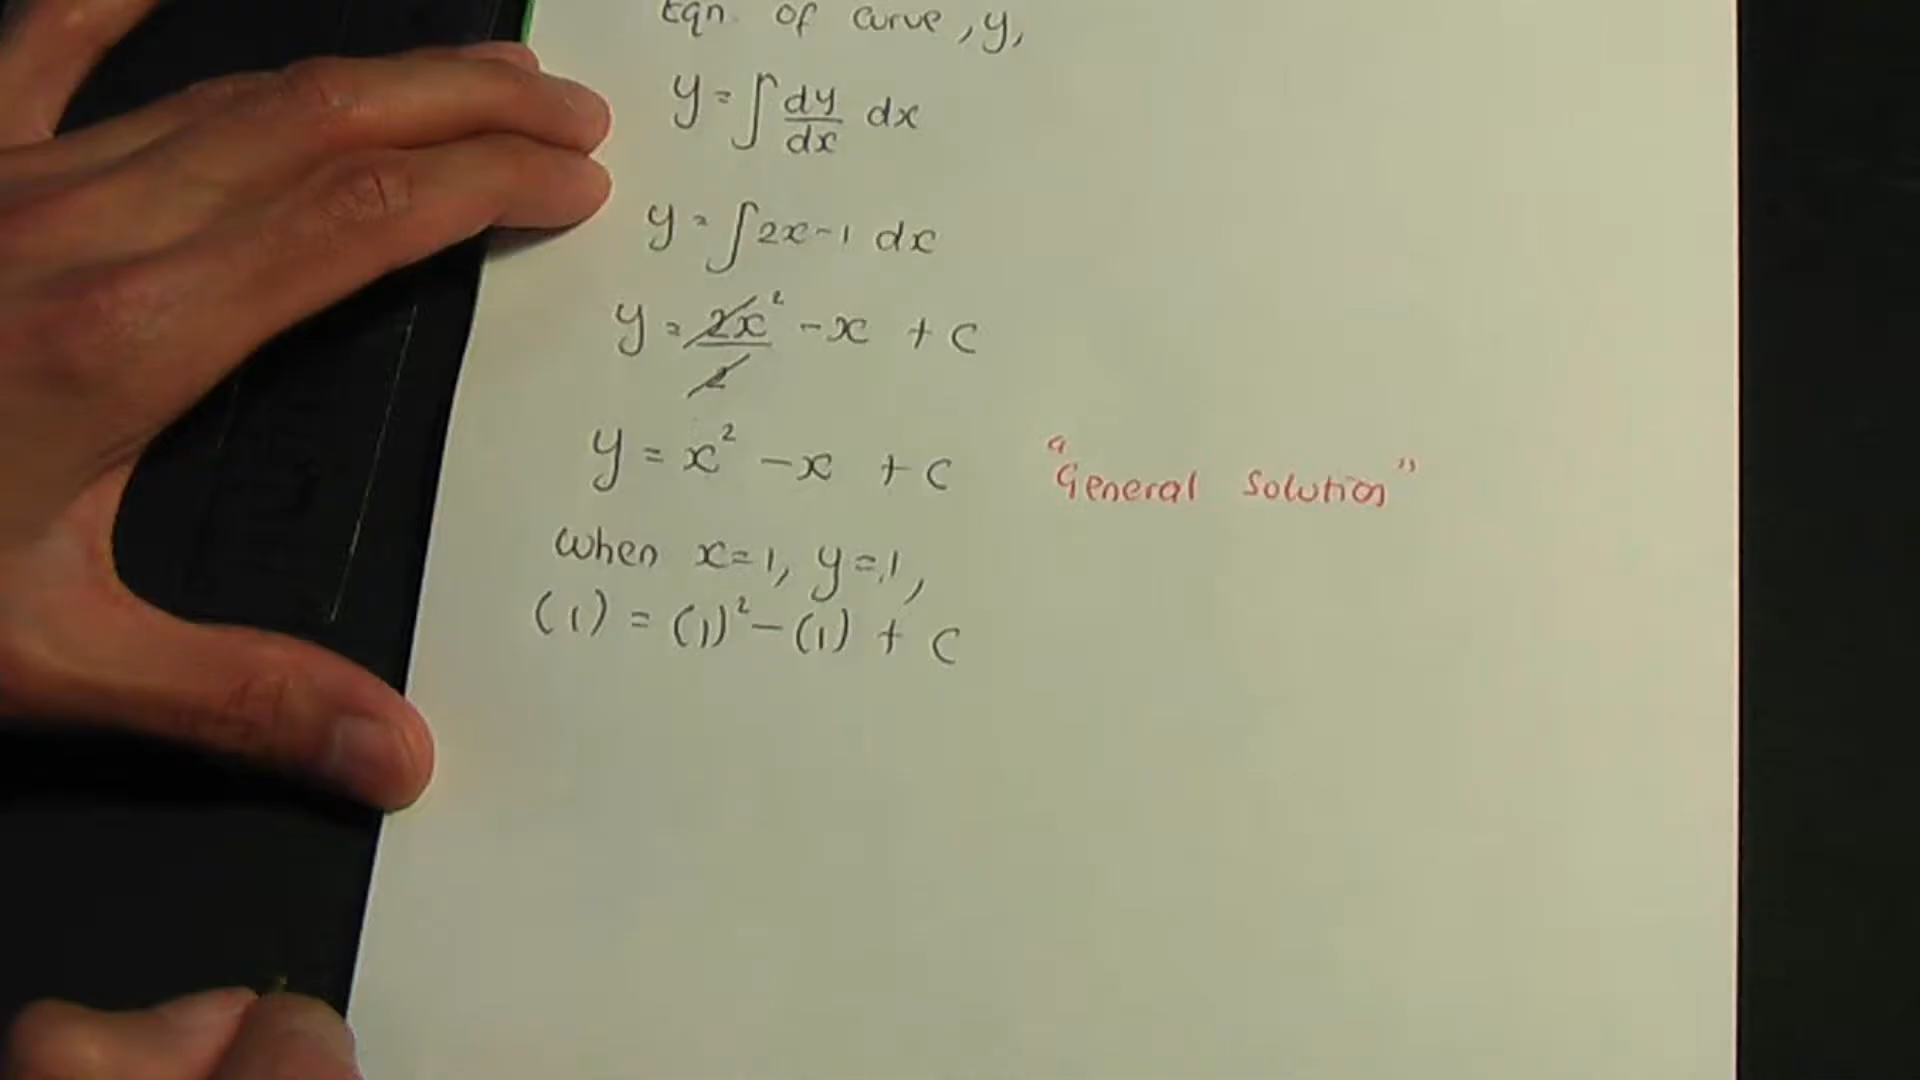 Eqn. of curve, y,
y = ∫ dy/dx dx
y = ∫ 2x - 1 dx
y = 2x²/2 - x + c
y = x² - x + c "General Solution"
when x=1, y=1,
(1) = (1)² - (1) + c